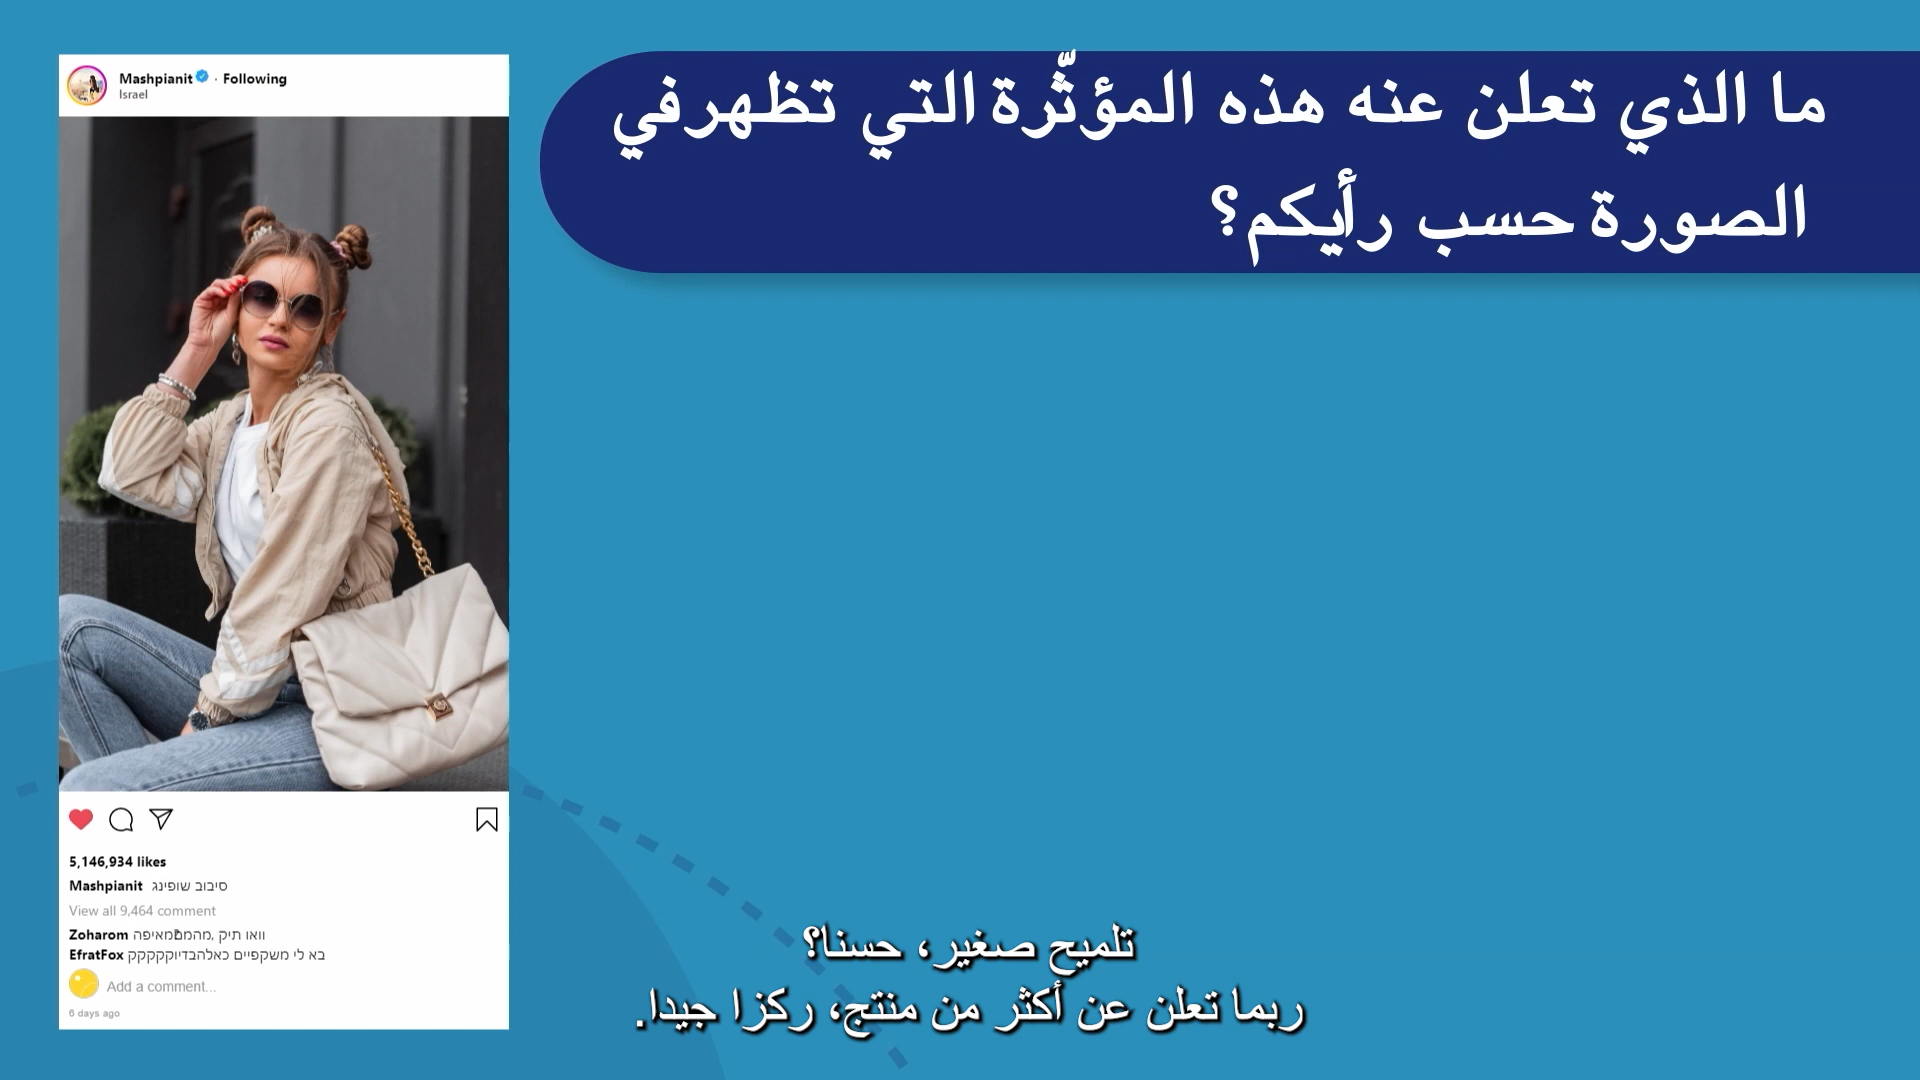 Mashpianit · Following
Israel
ما الذي تعلن عنه هذه المؤثّرة التي تظهرفي
الصورة حسب رأيكم؟
5,146,934 likes
Mashpianit סיבוב שופינג
View all 9,464 comment
Zoharom וואו תיק ,מהמממאיפה
EfratFox בא לי משקפיים כאלהבדיוקקקקק
Add a comment...
6 days ago
تلميح صغير، حسنا؟
ربما تعلن عن أكثر من منتج، ركزا جيدا.